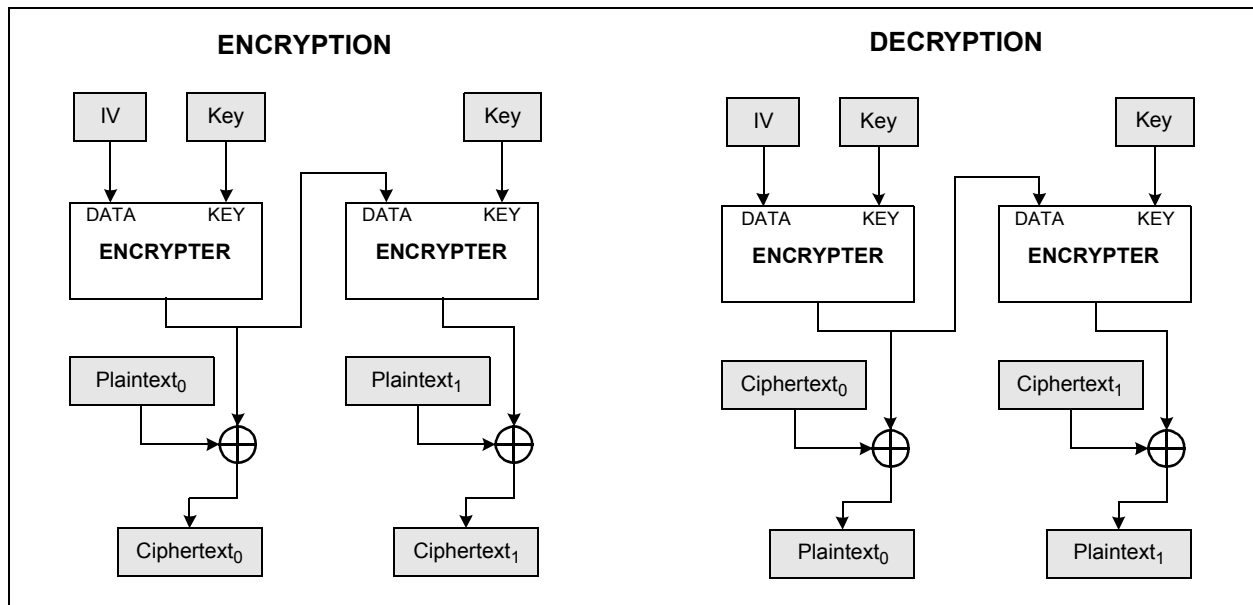 ENCRYPTION
IV
Key
Key
DATA
KEY
ENCRYPTER
DATA
KEY
ENCRYPTER
Plaintext0
Plaintext1
Ciphertext0
Ciphertext1
DECRYPTION
IV
Key
Key
DATA
KEY
ENCRYPTER
DATA
KEY
ENCRYPTER
Ciphertext0
Ciphertext1
Plaintext0
Plaintext1